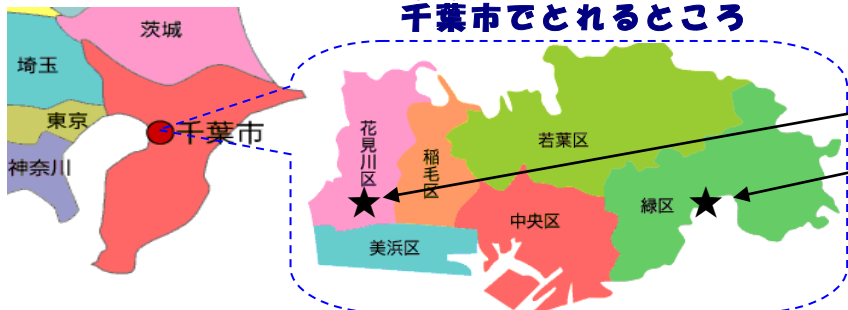 千葉市でとれるところ
茨城
埼玉
東京
千葉市
神奈川
花見川区
稲毛区
若葉区
緑区
中央区
美浜区